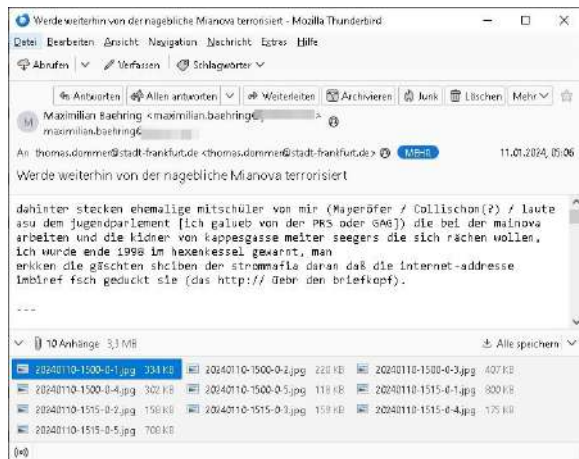 Werde weiterhin von der nagebliche Mianova terrorisiert - Mozilla Thunderbird
Datei Bearbeiten Ansicht Navigation Nachricht Extras Hilfe
Abrufen Verfassen Schlagwörter
Antworten Allen antworten Weiterleiten Archivieren Junk Löschen Mehr
M Maximilian Baehring <maximilian.baehring@
maximilian.baehring@
An thomas.dommer@stadt-frankfurt.de <thomas.dommer@stadt-frankfurt.de> MEHR 11.01.2024, 05:06
Werde weiterhin von der nagebliche Mianova terrorisiert
dahinter stecken ehemalige mitschüler von mir (Mayeröfer / Collischon(?) / laute
asu dem jugendparlement [ich galueb von der PRS oder GAG]) die bei der mainova
arbeiten und die kidner von kappesgasse meiter seegers die sich rächen wollen,
ich wurde ende 1998 im hexenkessel gewarnt, man
erkken die gäschten shciben der strommafia daran daß die internet-addresse
imbiref fsch geduckt sie (das http:// üebr den briefkopf).
---
10 Anhänge 3,3 MB Alle speichern
20240110-1500-0-1.jpg 334 KB 20240110-1500-0-2.jpg 220 KB 20240110-1500-0-3.jpg 407 KB
20240110-1500-0-4.jpg 302 KB 20240110-1500-0-5.jpg 118 KB 20240110-1515-0-1.jpg 800 KB
20240110-1515-0-2.jpg 158 KB 20240110-1515-0-3.jpg 159 KB 20240110-1515-0-4.jpg 175 KB
20240110-1515-0-5.jpg 708 KB